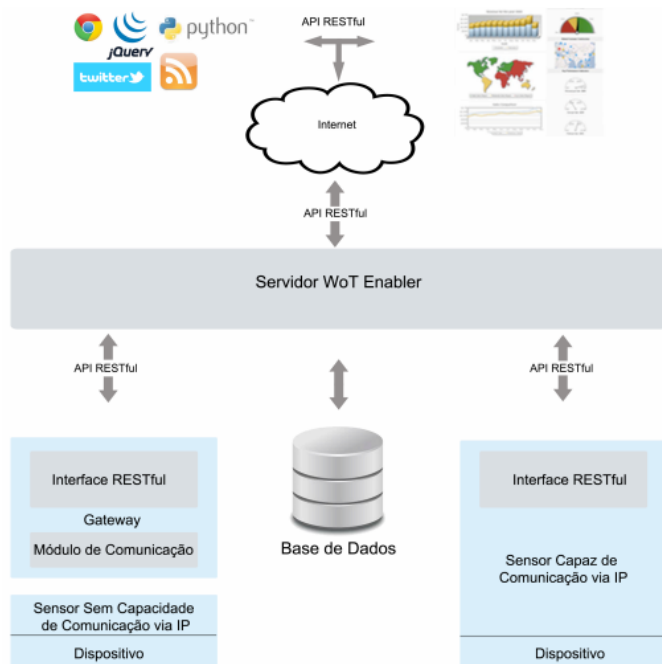 API RESTful
python™
jQuery
twitter
Internet
API RESTful
Servidor WoT Enabler
API RESTful
API RESTful
Interface RESTful
Gateway
Módulo de Comunicação
Sensor Sem Capacidade
de Comunicação via IP
Dispositivo
Base de Dados
Interface RESTful
Sensor Capaz de
Comunicação via IP
Dispositivo